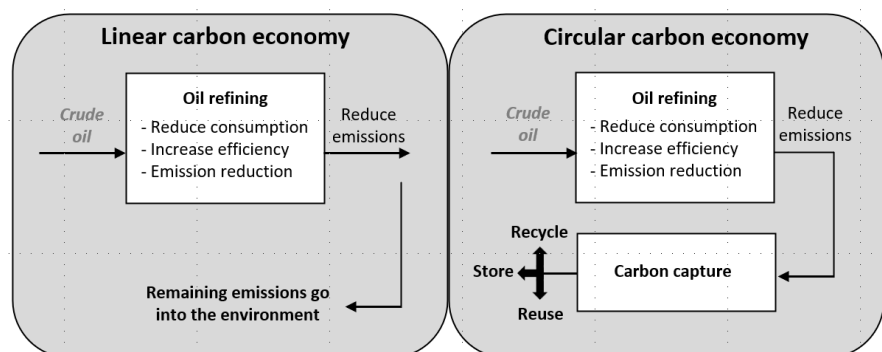 Linear carbon economy
Crude
oil
Oil refining
- Reduce consumption
- Increase efficiency
- Emission reduction
Reduce
emissions
Remaining emissions go
into the environment
Circular carbon economy
Crude
oil
Oil refining
- Reduce consumption
- Increase efficiency
- Emission reduction
Reduce
emissions
Carbon capture
Recycle
Store
Reuse